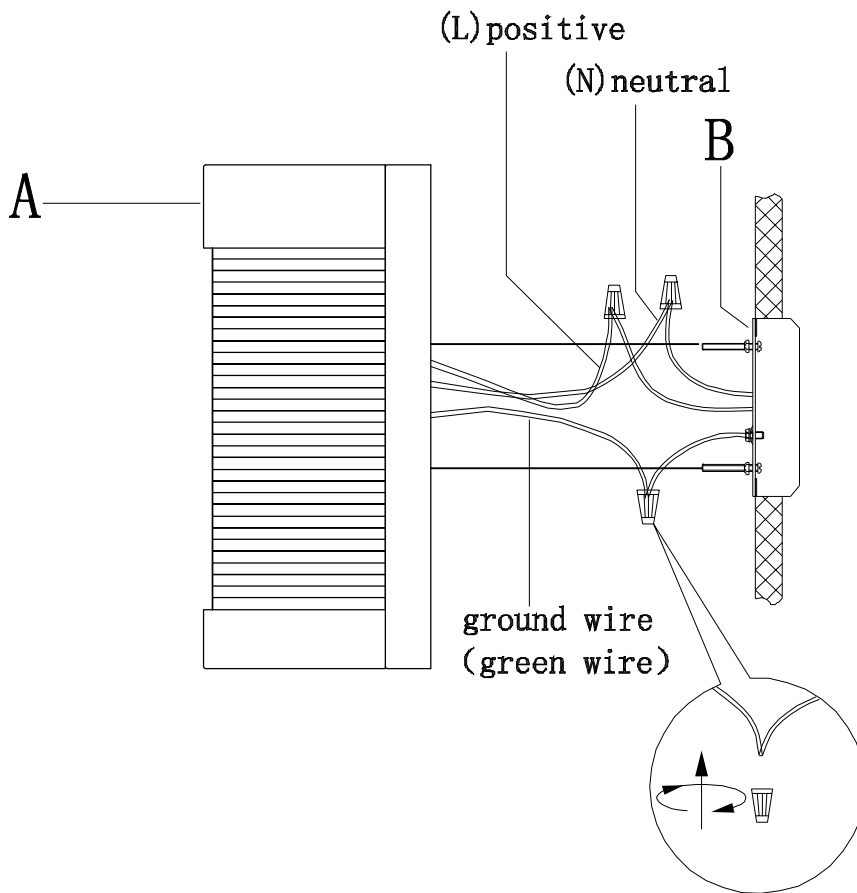 (L)positive
(N)neutral
B
A
ground wire
(green wire)